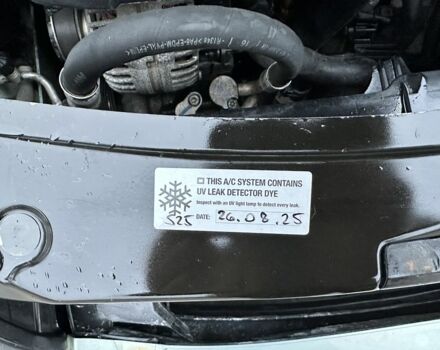 THIS A/C SYSTEM CONTAINS
UV LEAK DETECTOR DYE
Inspect with an UV light lamp to detect every leak.
525 DATE: 26.08.25